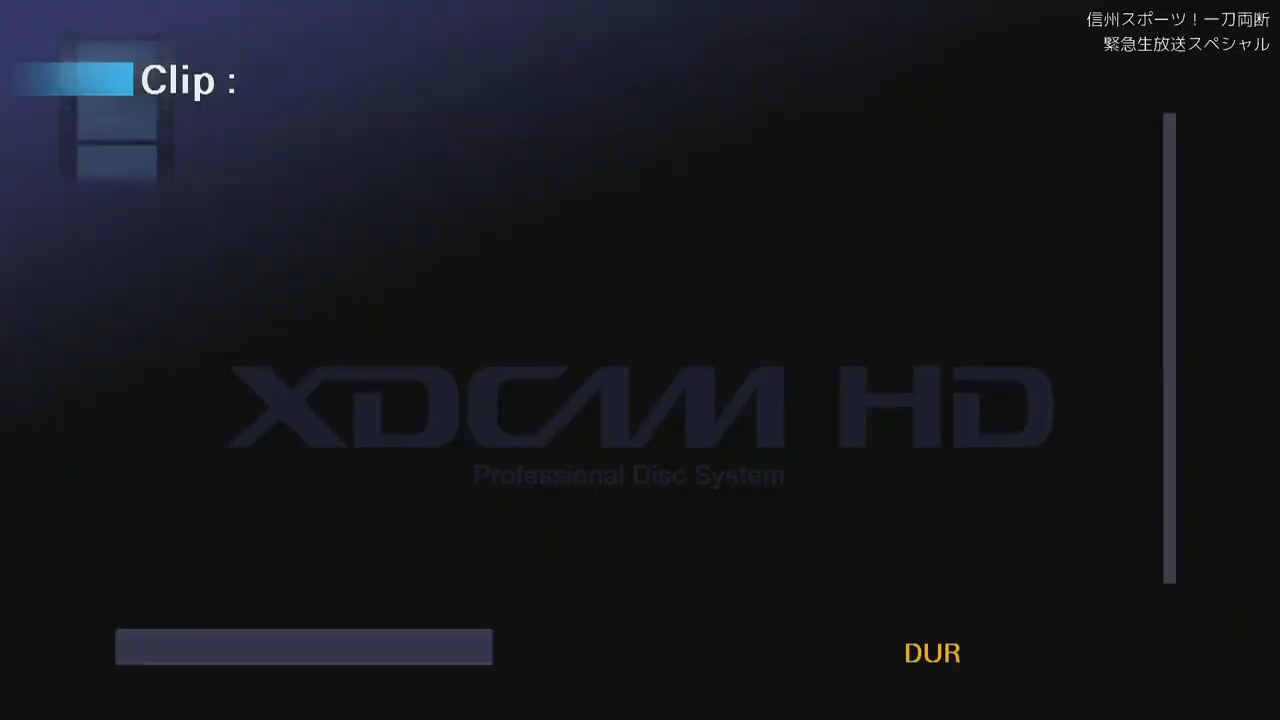 信州スポーツ！一刀両断
緊急生放送スペシャル
Clip :
XDCAM HD
Professional Disc System
DUR